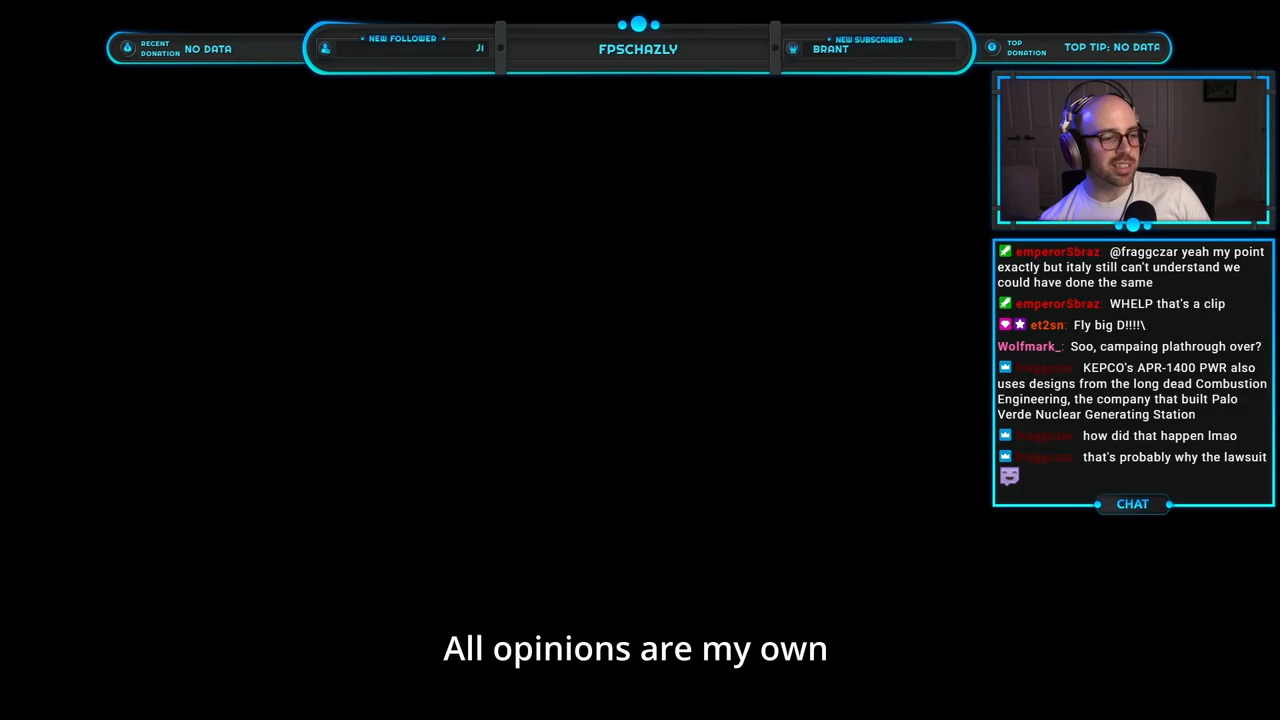 RECENT DONATION NO DATA
NEW FOLLOWER
JI
FPSCHAZLY
NEW SUBSCRIBER
BRANT
TOP DONATION TOP TIP: NO DATA
emperorSbraz: @fraggczar yeah my point
exactly but italy still can't understand we
could have done the same
emperorSbraz: WHELP that's a clip
et2sn: Fly big D!!!!\
Wolfmark_: Soo, campaing plathrough over?
fraggczar: KEPCO's APR-1400 PWR also
uses designs from the long dead Combustion
Engineering, the company that built Palo
Verde Nuclear Generating Station
fraggczar: how did that happen lmao
fraggczar: that's probably why the lawsuit
CHAT
All opinions are my own